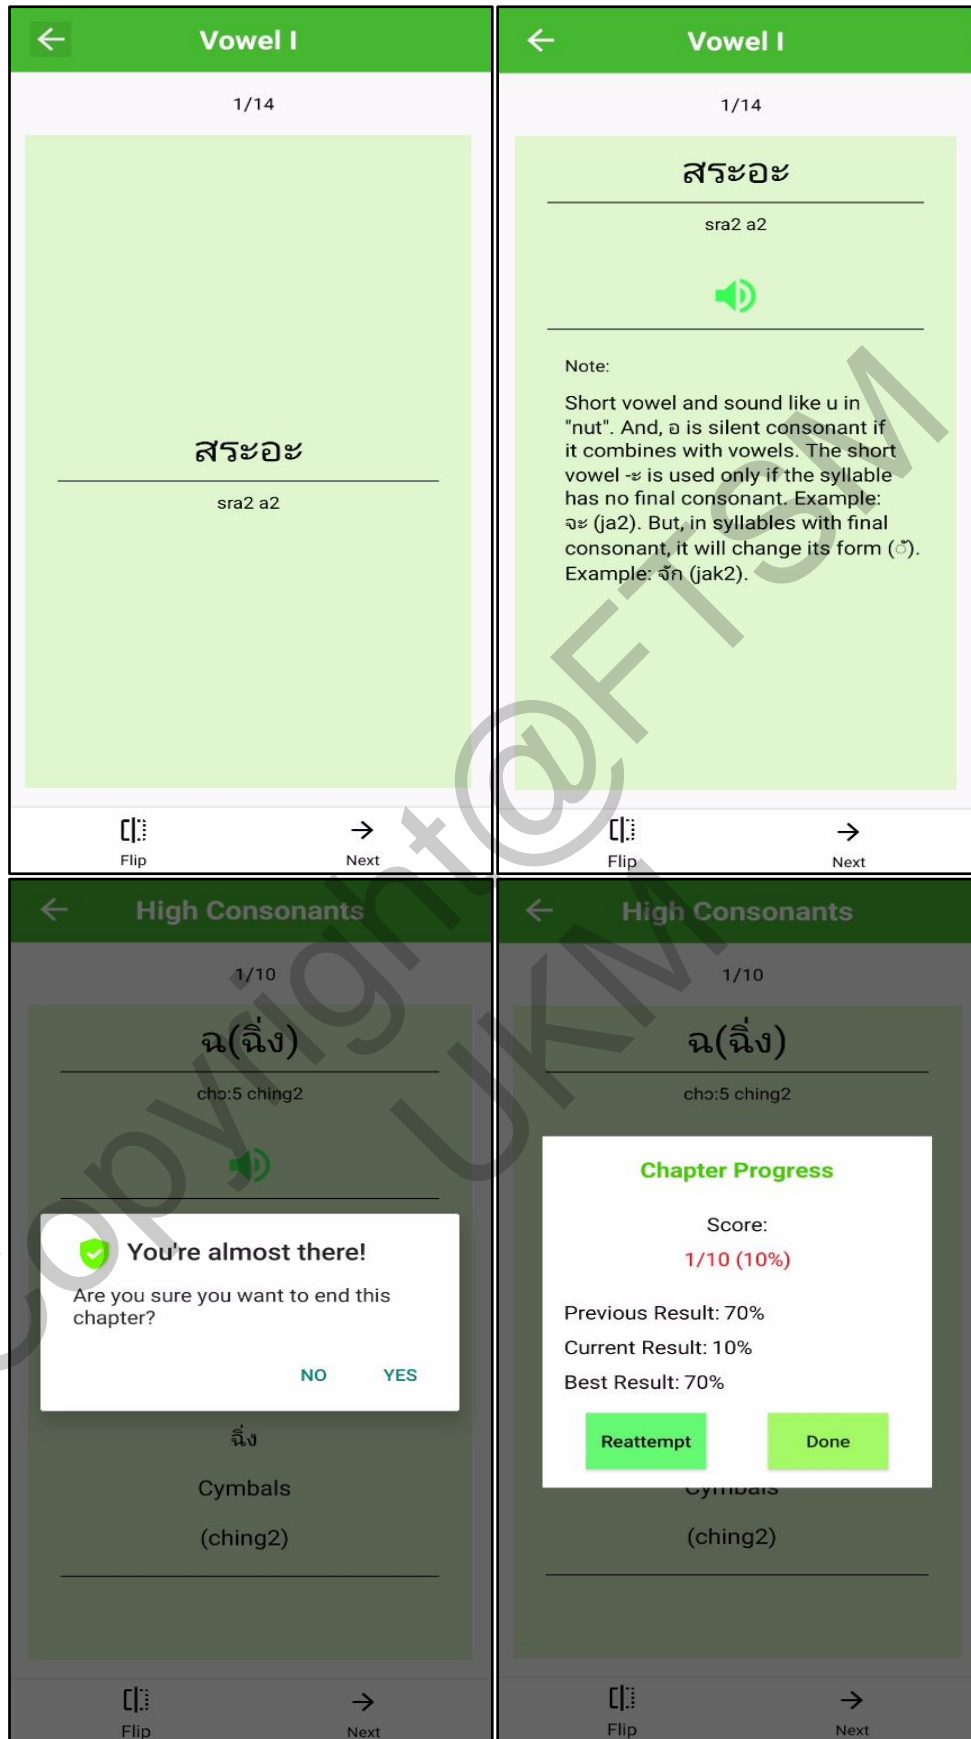 Vowel I
1/14
สระอะ
sra2 a2
Flip
Next
Vowel I
1/14
สระอะ
sra2 a2
Note:
Short vowel and sound like u in
"nut". And, อ is silent consonant if
it combines with vowels. The short
vowel -ะ is used only if the syllable
has no final consonant. Example:
จะ (ja2). But, in syllables with final
consonant, it will change its form (ั).
Example: จัก (jak2).
Flip
Next
High Consonants
1/10
ฉ(ฉิ่ง)
chɔ:5 ching2
You're almost there!
Are you sure you want to end this
chapter?
NO YES
ฉิ่ง
Cymbals
(ching2)
Flip
Next
High Consonants
1/10
ฉ(ฉิ่ง)
chɔ:5 ching2
Chapter Progress
Score:
1/10 (10%)
Previous Result: 70%
Current Result: 10%
Best Result: 70%
Reattempt
Done
Cymbals
(ching2)
Flip
Next
Copyright@FTSM
UKM